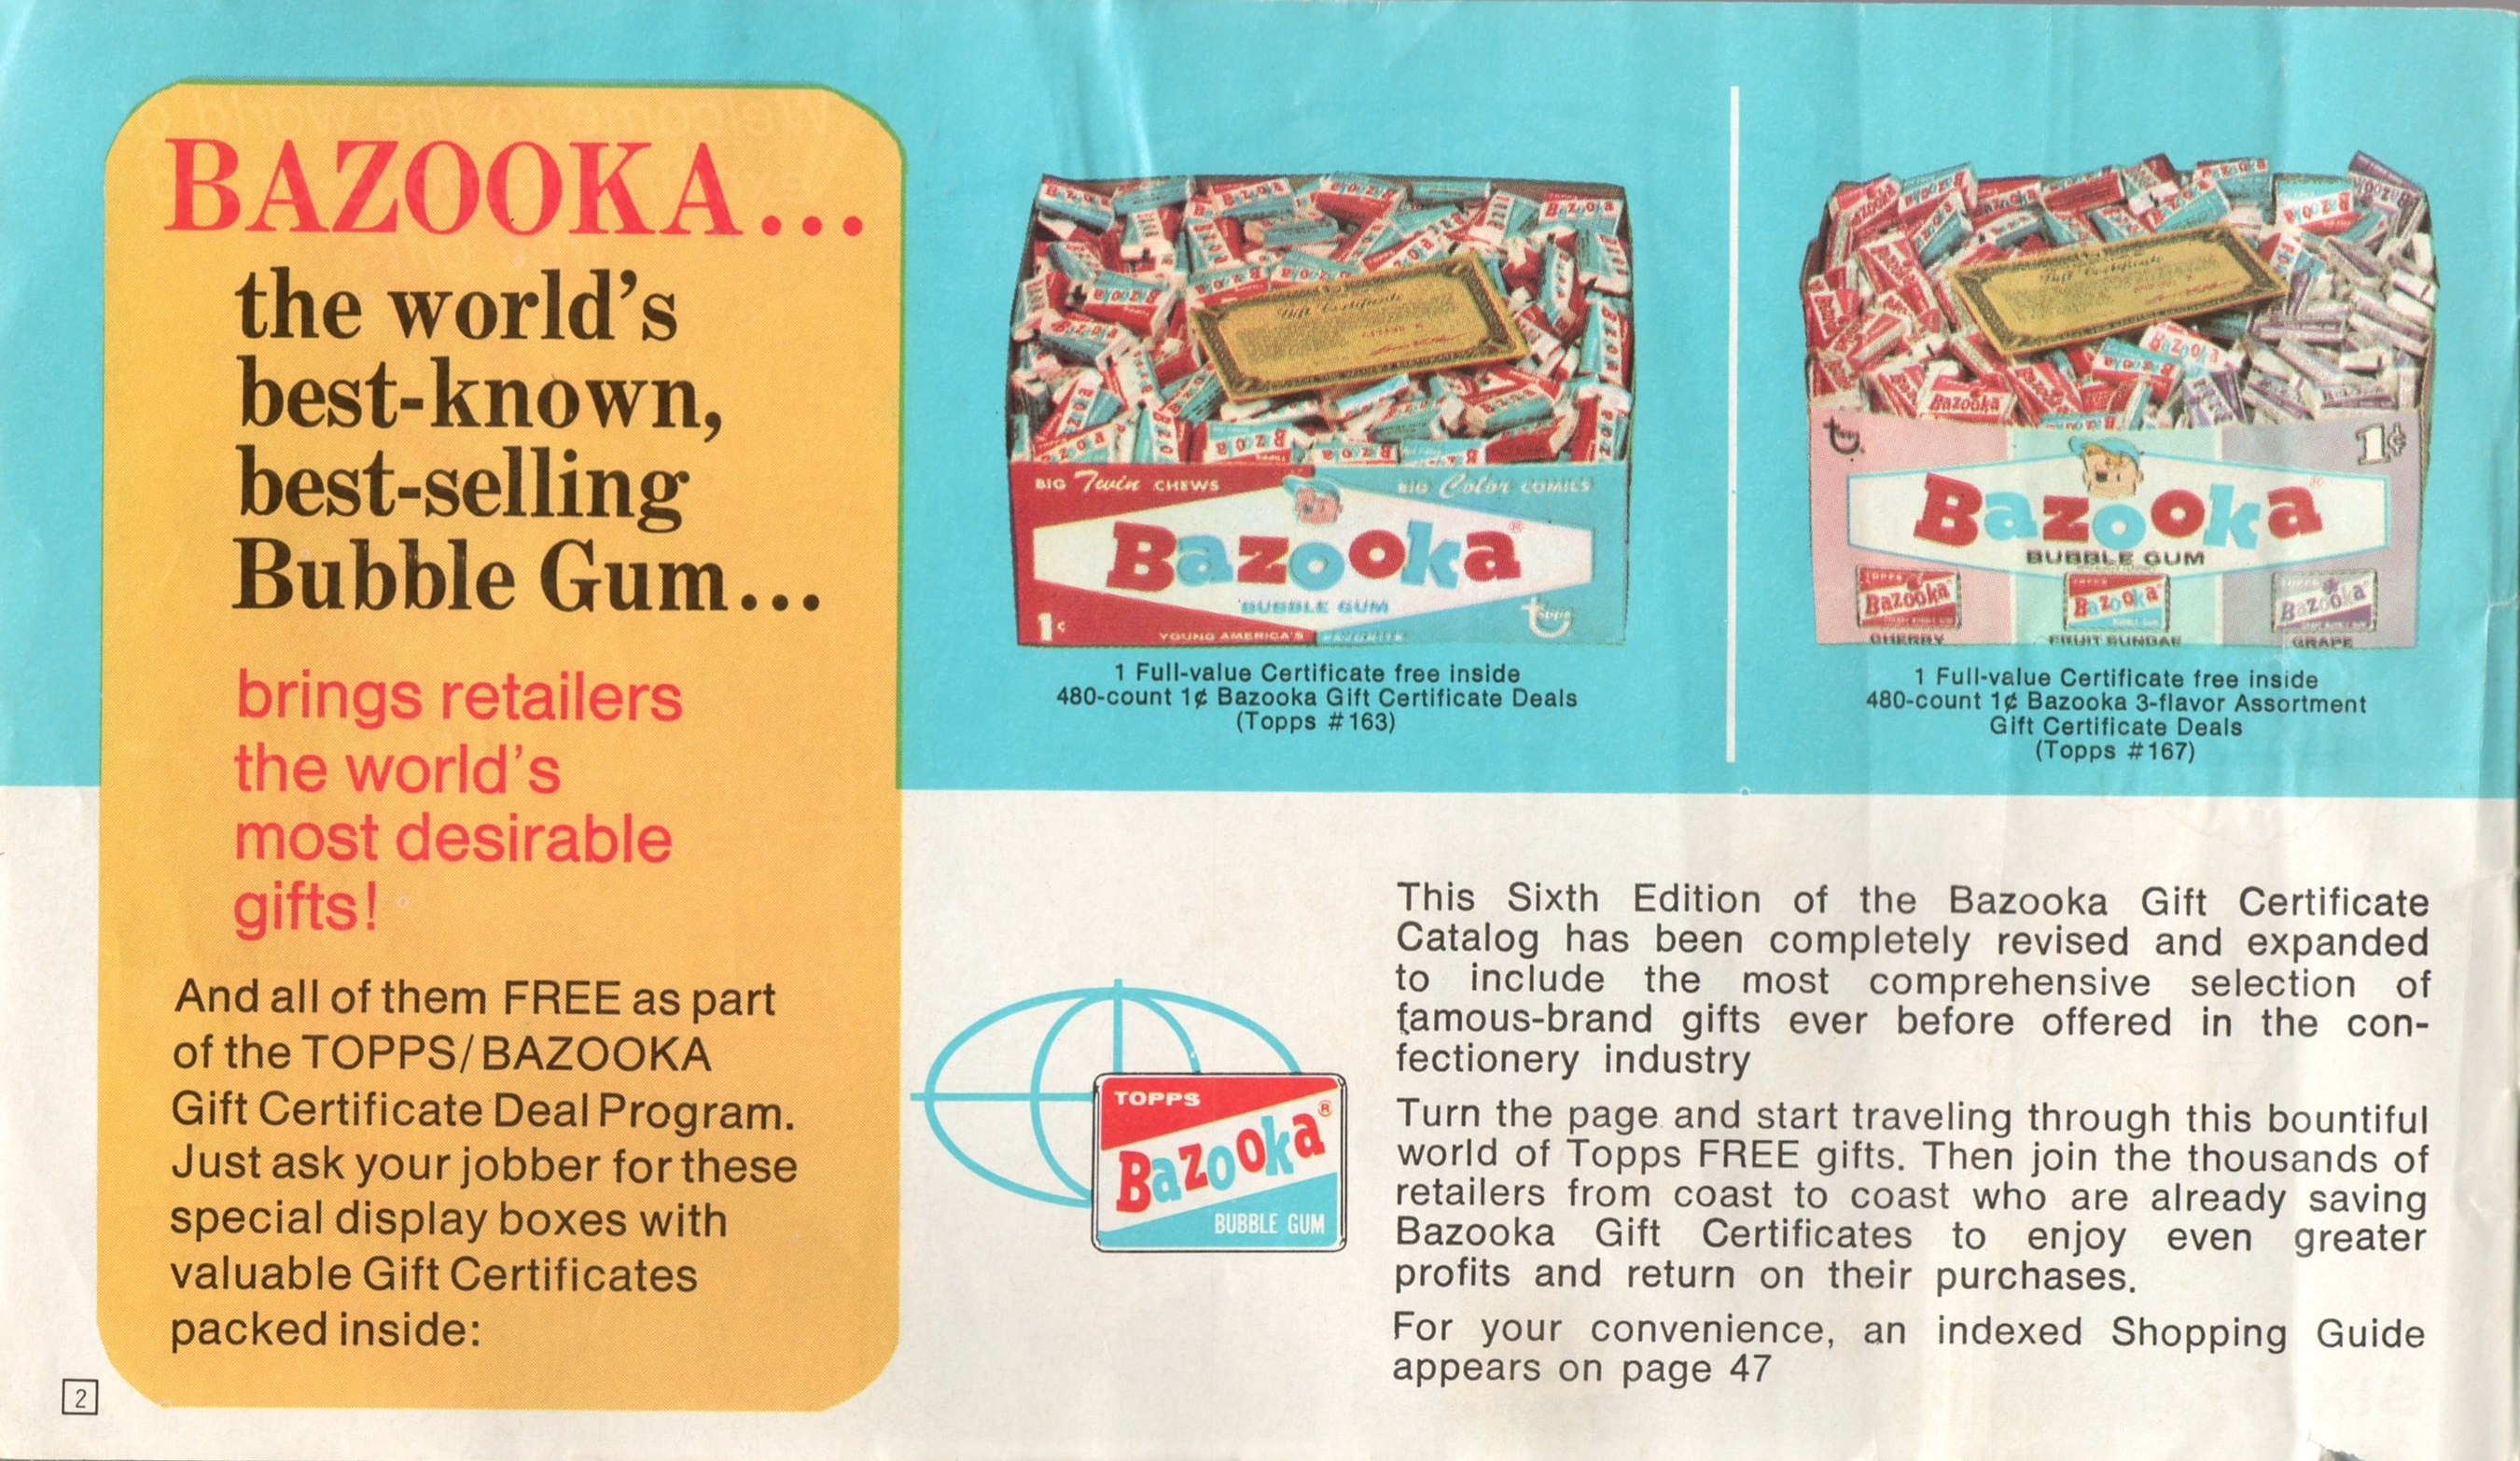 BAZOOKA...
the world's
best-known,
best-selling
Bubble Gum...
brings retailers
the world's
most desirable
gifts!
And all of them FREE as part
of the TOPPS/BAZOOKA
Gift Certificate Deal Program.
Just ask your jobber for these
special display boxes with
valuable Gift Certificates
packed inside:
2
Gift Certificate
BIG Twin CHEWS
BIG Color COMICS
Bazooka®
BUBBLE GUM
1¢
YOUNG AMERICA'S FAVORITE
Topps
1 Full-value Certificate free inside
480-count 1¢ Bazooka Gift Certificate Deals
(Topps #163)
Gift Certificate
1¢
Bazooka®
BUBBLE GUM
Bazooka
Bazooka
Bazooka
CHERRY
FRUIT SUNDAE
GRAPE
1 Full-value Certificate free inside
480-count 1¢ Bazooka 3-flavor Assortment
Gift Certificate Deals
(Topps #167)
TOPPS
Bazooka®
BUBBLE GUM
This Sixth Edition of the Bazooka Gift Certificate
Catalog has been completely revised and expanded
to include the most comprehensive selection of
famous-brand gifts ever before offered in the con-
fectionery industry
Turn the page and start traveling through this bountiful
world of Topps FREE gifts. Then join the thousands of
retailers from coast to coast who are already saving
Bazooka Gift Certificates to enjoy even greater
profits and return on their purchases.
For your convenience, an indexed Shopping Guide
appears on page 47